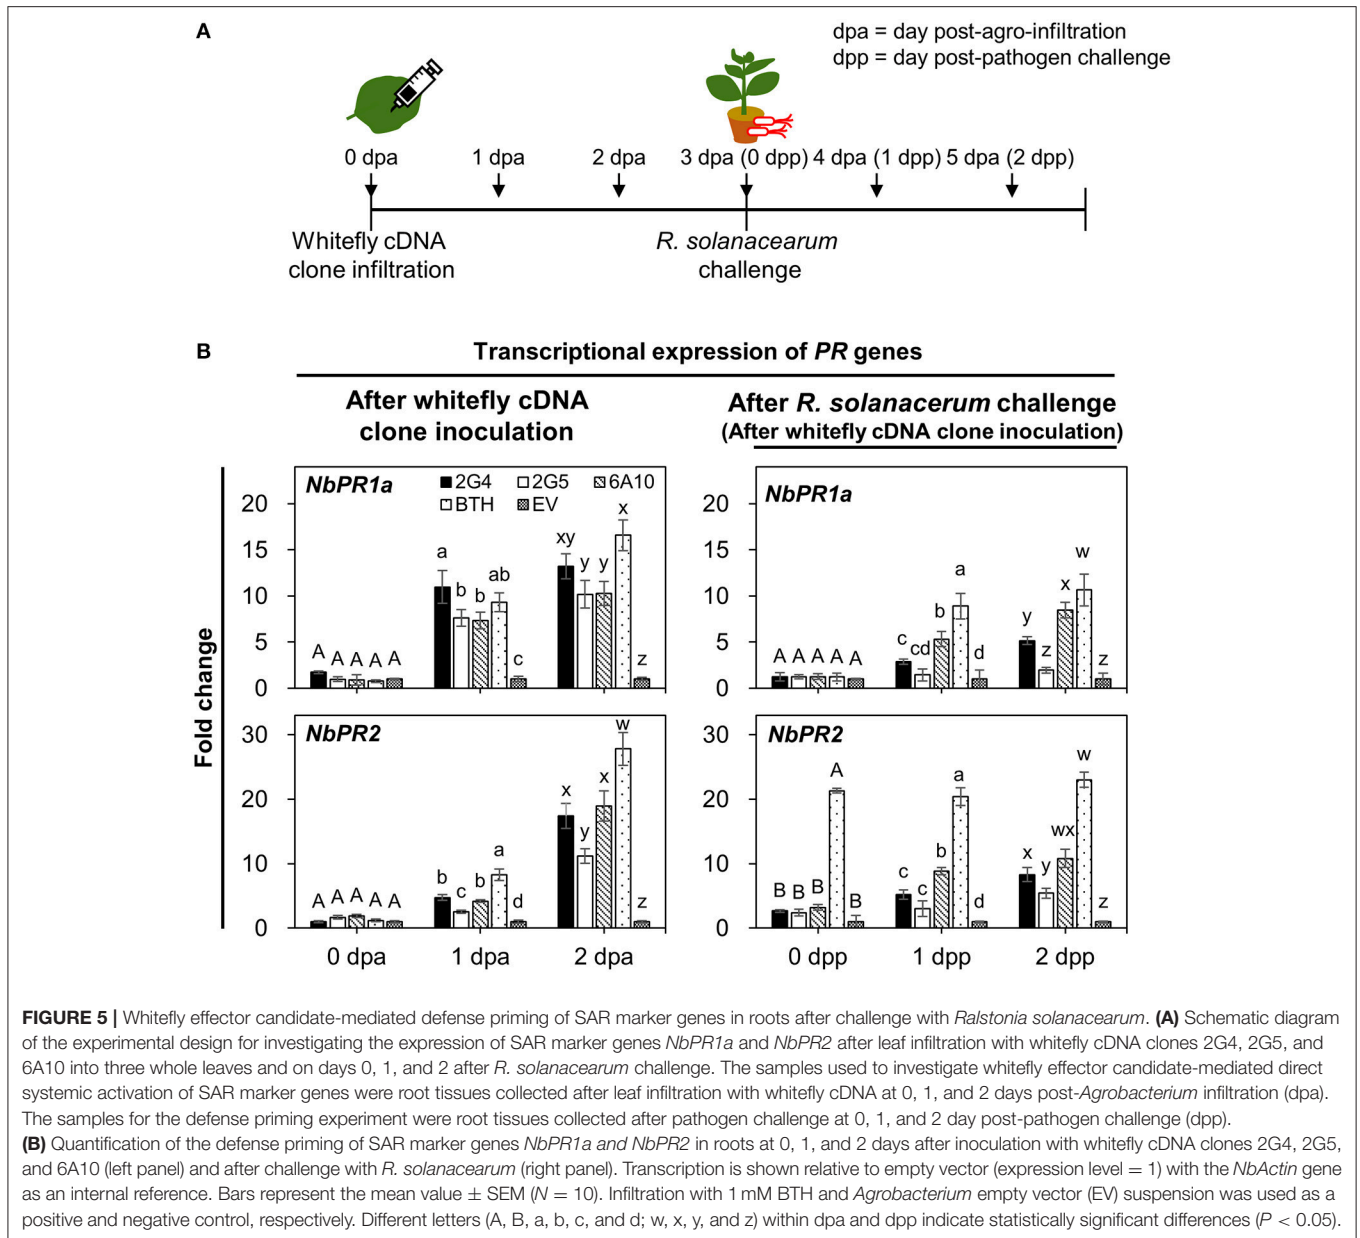 A
dpa = day post-agro-infiltration
dpp = day post-pathogen challenge
0 dpa
1 dpa
2 dpa
3 dpa (0 dpp)
4 dpa (1 dpp)
5 dpa (2 dpp)
Whitefly cDNA
clone infiltration
R. solanacearum
challenge
B
Transcriptional expression of PR genes
After whitefly cDNA
clone inoculation
After R. solanacerum challenge
(After whitefly cDNA clone inoculation)
Fold change
NbPR1a
2G4 2G5 6A10
BTH EV
20
15
10
5
0
A A A A A
a b b ab c
xy y y x z
NbPR1a
20
15
10
5
0
A A A A A
c cd b a d
y z x w z
NbPR2
30
20
10
0
A A A A A
b c b a d
x y x w z
0 dpa 1 dpa 2 dpa
NbPR2
30
20
10
0
B B B A B
c c b a d
x y wx w z
0 dpp 1 dpp 2 dpp
FIGURE 5 | Whitefly effector candidate-mediated defense priming of SAR marker genes in roots after challenge with Ralstonia solanacearum. (A) Schematic diagram
of the experimental design for investigating the expression of SAR marker genes NbPR1a and NbPR2 after leaf infiltration with whitefly cDNA clones 2G4, 2G5, and
6A10 into three whole leaves and on days 0, 1, and 2 after R. solanacearum challenge. The samples used to investigate whitefly effector candidate-mediated direct
systemic activation of SAR marker genes were root tissues collected after leaf infiltration with whitefly cDNA at 0, 1, and 2 days post-Agrobacterium infiltration (dpa).
The samples for the defense priming experiment were root tissues collected after pathogen challenge at 0, 1, and 2 day post-pathogen challenge (dpp).
(B) Quantification of the defense priming of SAR marker genes NbPR1a and NbPR2 in roots at 0, 1, and 2 days after inoculation with whitefly cDNA clones 2G4, 2G5,
and 6A10 (left panel) and after challenge with R. solanacearum (right panel). Transcription is shown relative to empty vector (expression level = 1) with the NbActin gene
as an internal reference. Bars represent the mean value ± SEM (N = 10). Infiltration with 1 mM BTH and Agrobacterium empty vector (EV) suspension was used as a
positive and negative control, respectively. Different letters (A, B, a, b, c, and d; w, x, y, and z) within dpa and dpp indicate statistically significant differences (P < 0.05).